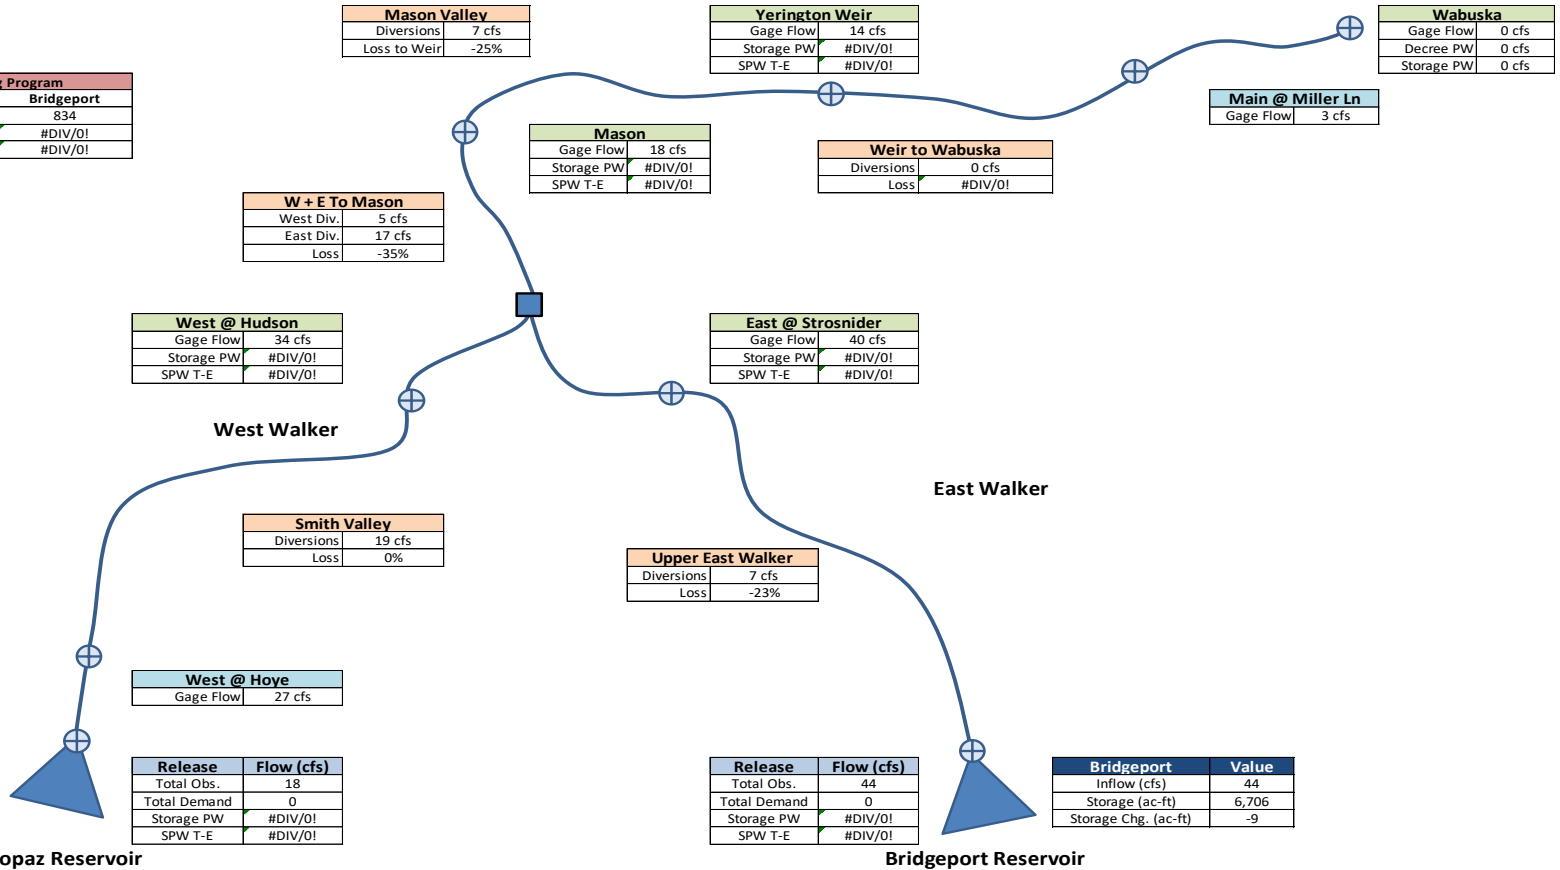 Mason Valley
Diversions 7 cfs
Loss to Weir -25%
Yerington Weir
Gage Flow 14 cfs
Storage PW #DIV/0!
SPW T-E #DIV/0!
Wabuska
Gage Flow 0 cfs
Decree PW 0 cfs
Storage PW 0 cfs
g Program
Bridgeport
834
#DIV/0!
#DIV/0!
Main @ Miller Ln
Gage Flow 3 cfs
Mason
Gage Flow 18 cfs
Storage PW #DIV/0!
SPW T-E #DIV/0!
Weir to Wabuska
Diversions 0 cfs
Loss #DIV/0!
W + E To Mason
West Div. 5 cfs
East Div. 17 cfs
Loss -35%
West @ Hudson
Gage Flow 34 cfs
Storage PW #DIV/0!
SPW T-E #DIV/0!
East @ Strosnider
Gage Flow 40 cfs
Storage PW #DIV/0!
SPW T-E #DIV/0!
West Walker
East Walker
Smith Valley
Diversions 19 cfs
Loss 0%
Upper East Walker
Diversions 7 cfs
Loss -23%
West @ Hoye
Gage Flow 27 cfs
Release Flow (cfs)
Total Obs. 18
Total Demand 0
Storage PW #DIV/0!
SPW T-E #DIV/0!
Release Flow (cfs)
Total Obs. 44
Total Demand 0
Storage PW #DIV/0!
SPW T-E #DIV/0!
Bridgeport Value
Inflow (cfs) 44
Storage (ac-ft) 6,706
Storage Chg. (ac-ft) -9
opaz Reservoir
Bridgeport Reservoir